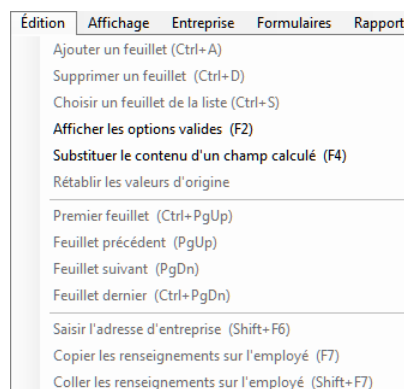 Édition Affichage Entreprise Formulaires Rapport
Ajouter un feuillet (Ctrl+A)
Supprimer un feuillet (Ctrl+D)
Choisir un feuillet de la liste (Ctrl+S)
Afficher les options valides (F2)
Substituer le contenu d'un champ calculé (F4)
Rétablir les valeurs d'origine
Premier feuillet (Ctrl+PgUp)
Feuillet précédent (PgUp)
Feuillet suivant (PgDn)
Feuillet dernier (Ctrl+PgDn)
Saisir l'adresse d'entreprise (Shift+F6)
Copier les renseignements sur l'employé (F7)
Coller les renseignements sur l'employé (Shift+F7)